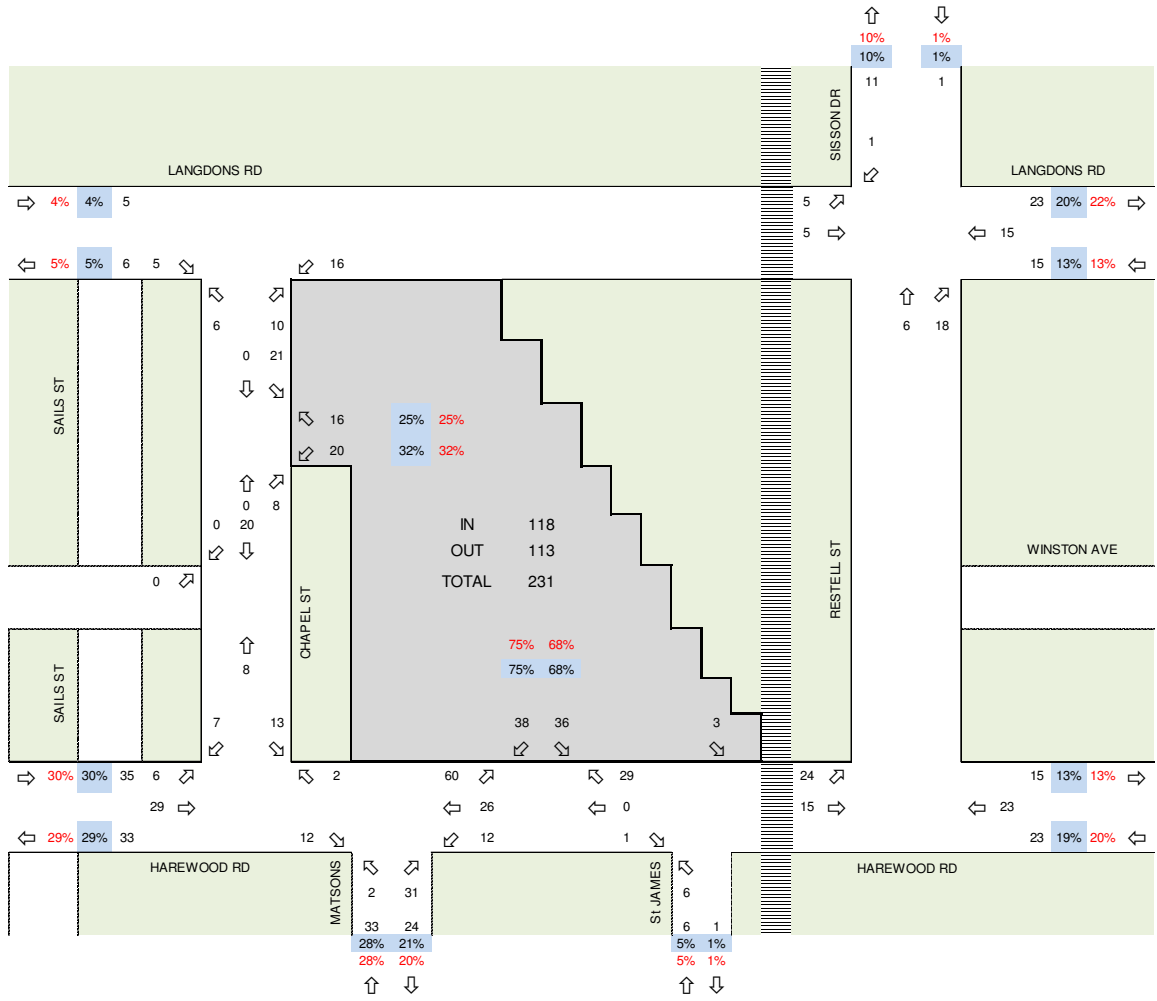 10% 1%
10% 1%
11 1
SISSON DR
1
LANGDONS RD
LANGDONS RD
4% 4% 5
5
23 20% 22%
5
15
5% 5% 6 5
16
15 13% 13%
6 10
6 18
0 21
SAILS ST
16 25% 25%
20 32% 32%
0 8
0 20
IN 118
OUT 113
TOTAL 231
WINSTON AVE
0
CHAPEL ST
RESTELL ST
75% 68%
75% 68%
8
SAILS ST
7 13
38 36
3
30% 30% 35 6
2
60
29
24
15 13% 13%
29
26
0
15
23
29% 29% 33
12
12
1
23 19% 20%
HAREWOOD RD
MATSONS
St JAMES
HAREWOOD RD
2 31
6
33 24
6 1
28% 21%
5% 1%
28% 20%
5% 1%